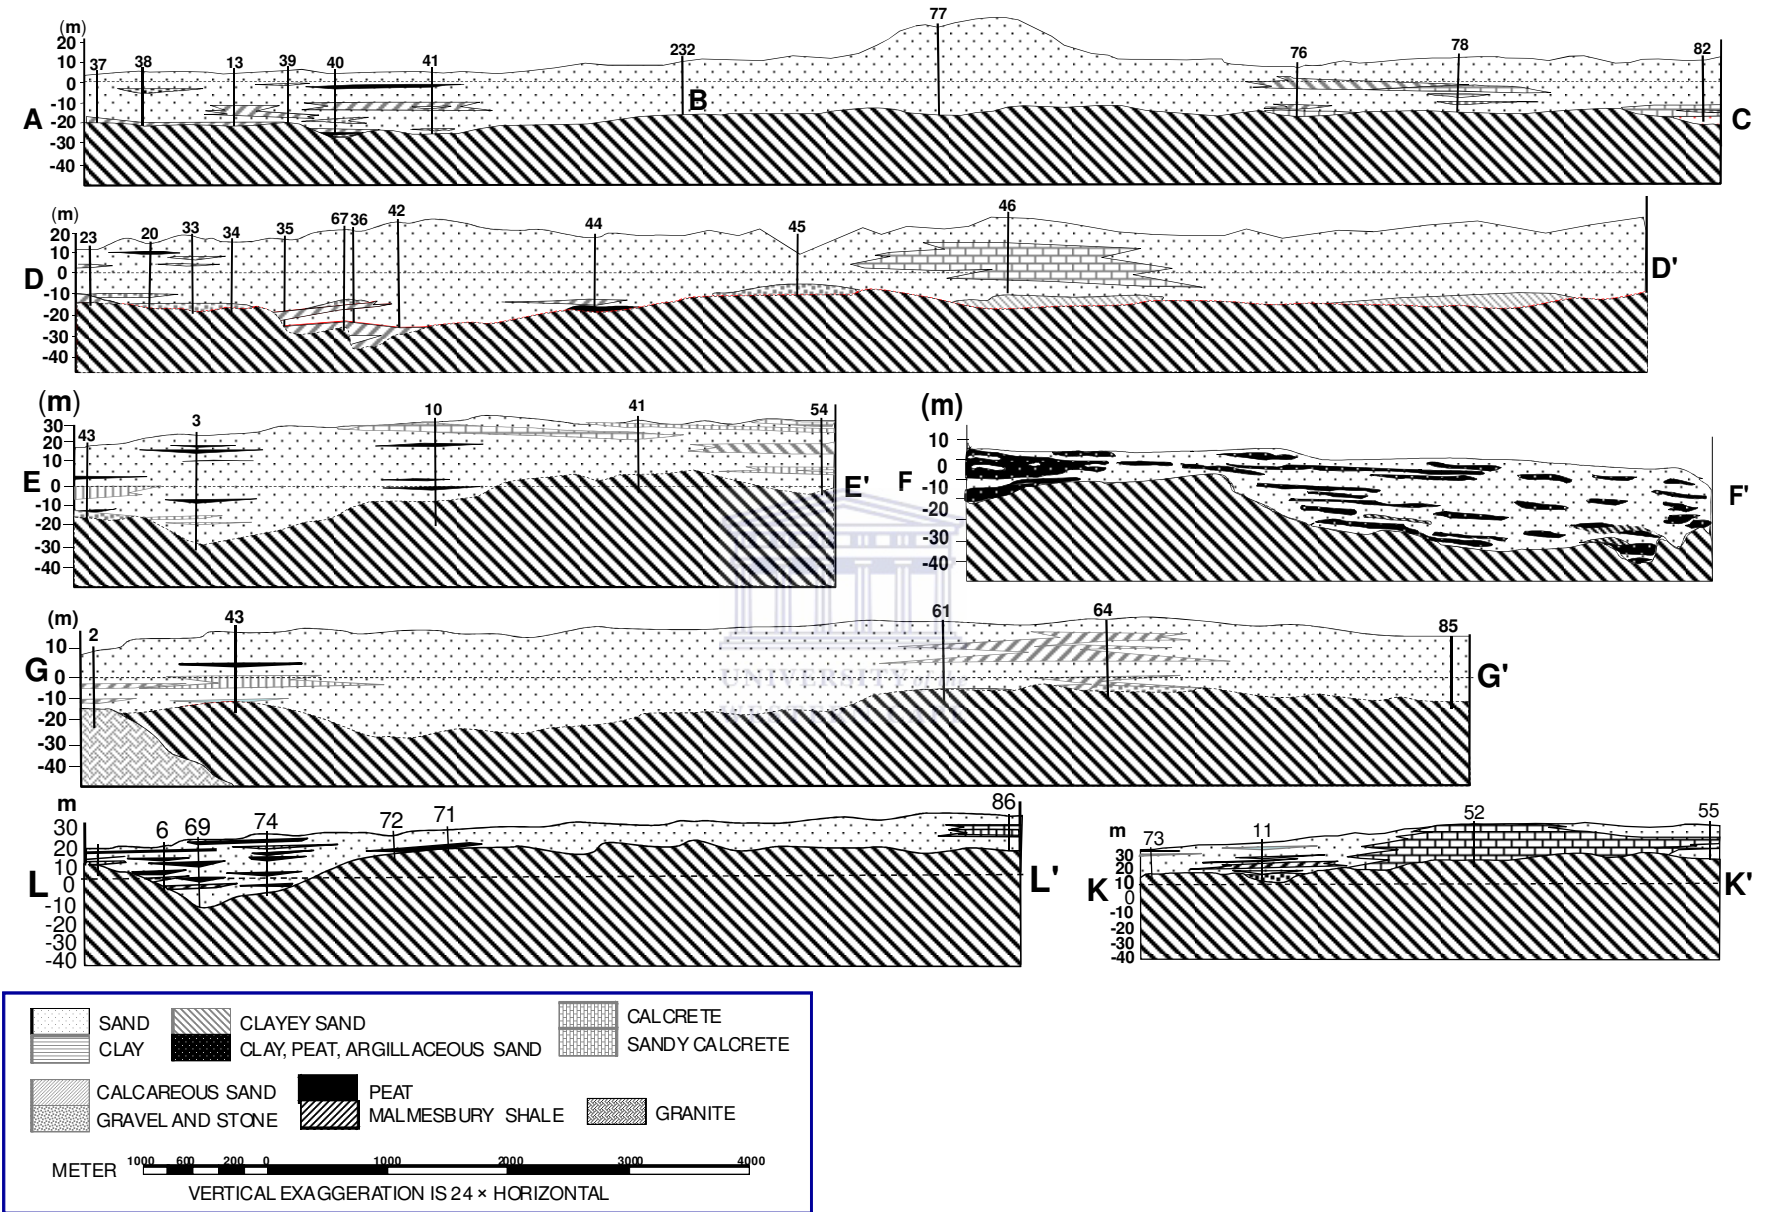 (m)
20
10
0
-10
-20
-30
-40
A
37
38
13
39
40
41
232
B
77
76
78
82
C
(m)
20
10
0
-10
-20
-30
-40
D
23
20
33
34
35
67
36
42
44
45
46
D'
(m)
30
20
10
0
-10
-20
-30
-40
E
43
3
10
41
54
E'
(m)
10
0
-10
-20
-30
-40
F
F'
(m)
10
0
-10
-20
-30
-40
G
2
43
61
64
85
G'
UNIVERSITY of the
WESTERN CAPE
m
30
20
10
0
-10
-20
-30
-40
L
6
69
74
72
71
86
L'
m
30
20
10
0
-10
-20
-30
-40
K
73
11
52
55
K'
SAND
CLAY
CLAYEY SAND
CLAY, PEAT, ARGILLACEOUS SAND
CALCRETE
SANDY CALCRETE
CALCAREOUS SAND
GRAVEL AND STONE
PEAT
MALMESBURY SHALE
GRANITE
METER
1000 600 200 0 1000 2000 3000 4000
VERTICAL EXAGGERATION IS 24 × HORIZONTAL